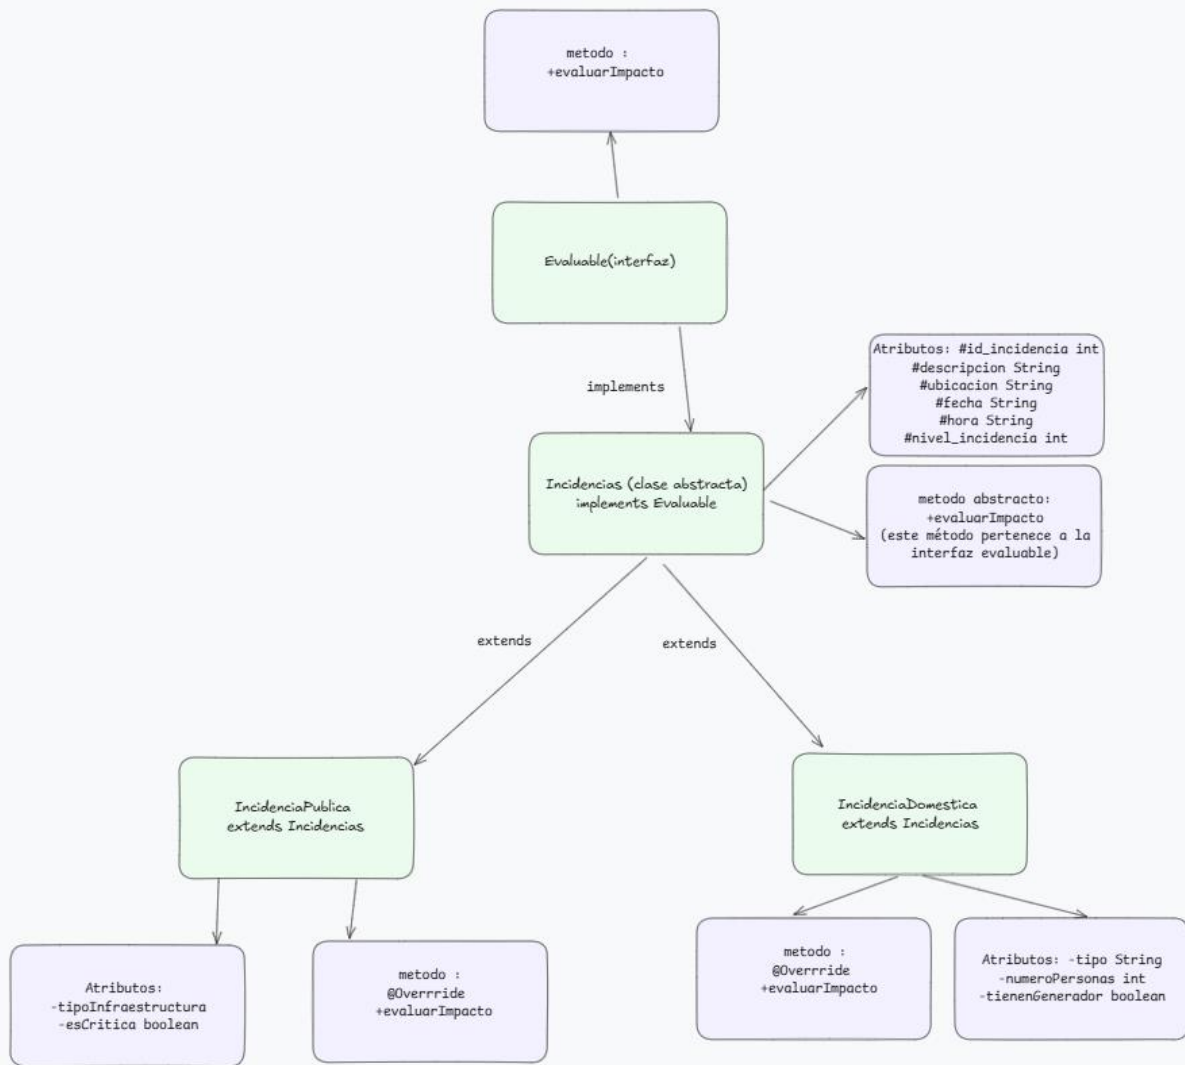 metodo :
+evaluarImpacto
Evaluable(interfaz)
implements
Atributos: #id_incidencia int
#descripcion String
#ubicacion String
#fecha String
#hora String
#nivel_incidencia int
Incidencias (clase abstracta)
implements Evaluable
metodo abstracto:
+evaluarImpacto
(este método pertenece a la
interfaz evaluable)
extends
extends
IncidenciaPublica
extends Incidencias
IncidenciaDomestica
extends Incidencias
Atributos:
-tipoInfraestructura
-esCritica boolean
metodo :
@Overrride
+evaluarImpacto
metodo :
@Overrride
+evaluarImpacto
Atributos: -tipo String
-numeroPersonas int
-tienenGenerador boolean